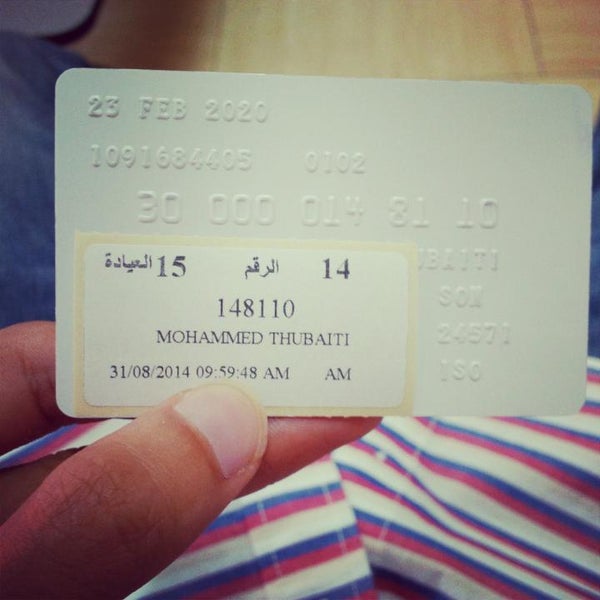 23 FEB 2020
1091684405 0102
30 000 014 81 10
UBAITI
العيادة 15 الرقم 14
148110
SON
MOHAMMED THUBAITI
24571
31/08/2014 09:59:48 AM AM
ISO